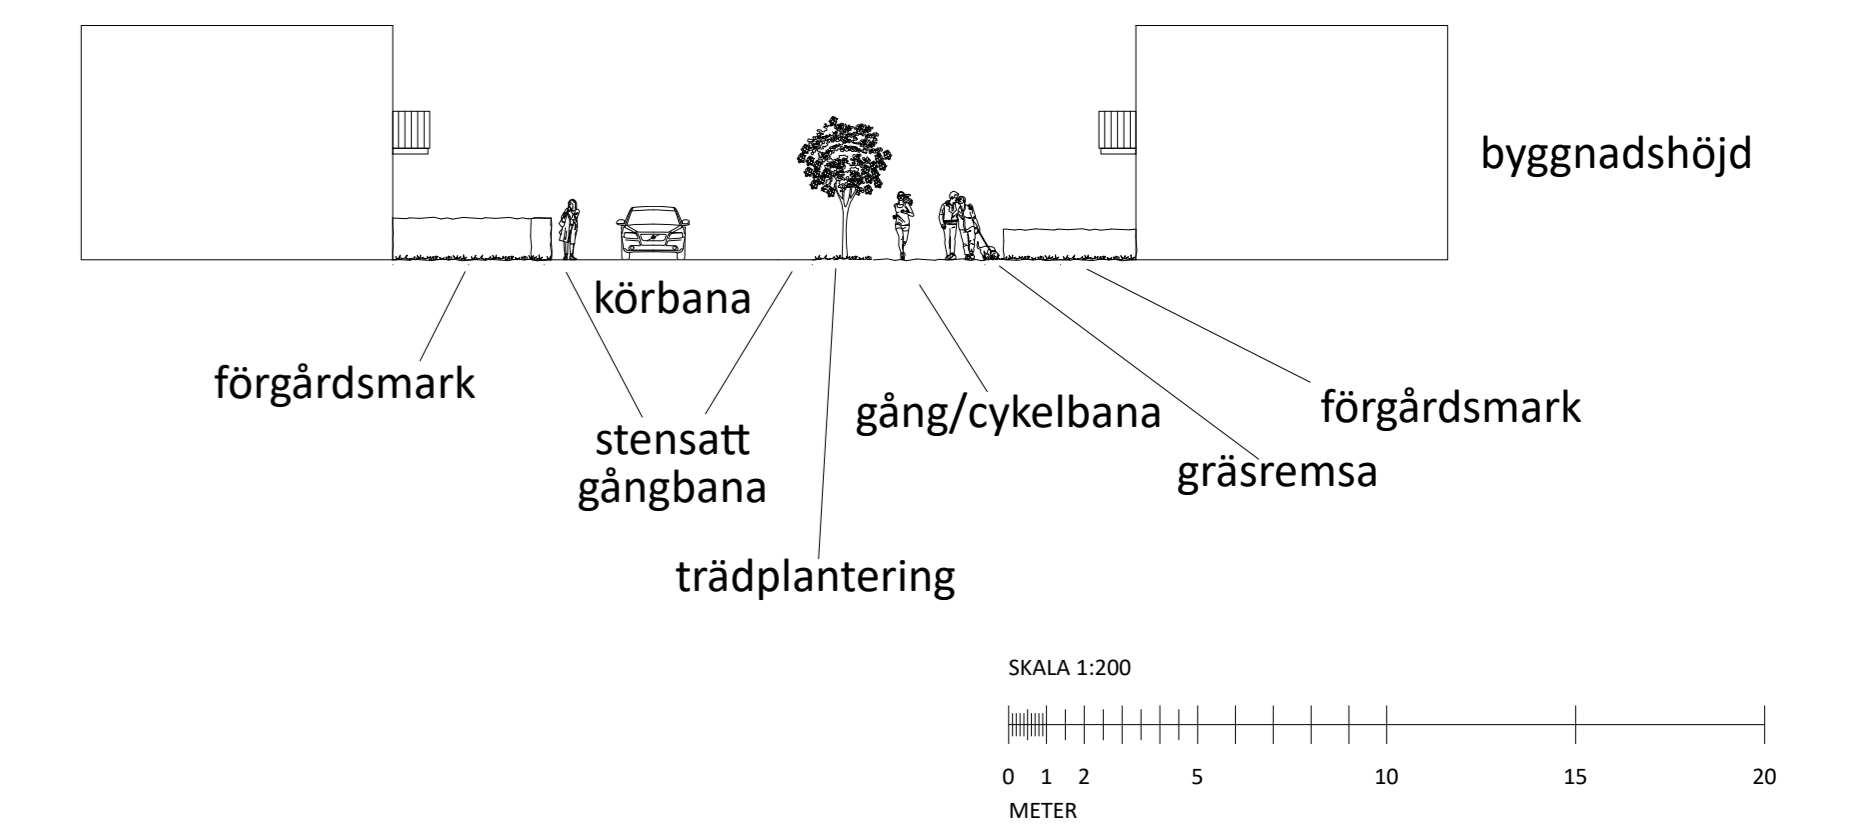 byggnadshöjd
körbana
förgårdsmark
stensatt
gångbana
gång/cykelbana
förgårdsmark
gräsremsa
trädplantering
SKALA 1:200
0 1 2 5 10 15 20
METER